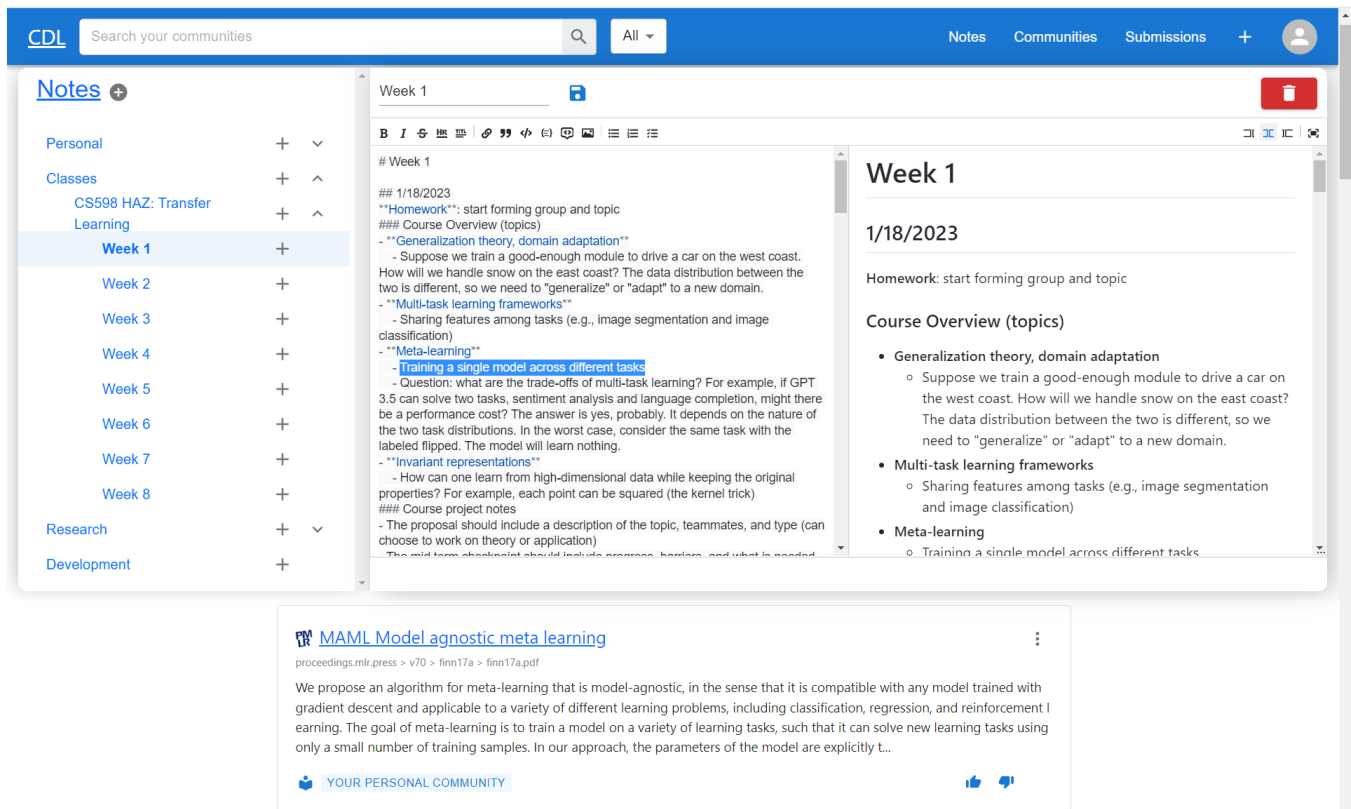 CDL
Search your communities
All
Notes
Communities
Submissions
+
Notes
Personal
Classes
CS598 HAZ: Transfer
Learning
Week 1
Week 2
Week 3
Week 4
Week 5
Week 6
Week 7
Week 8
Research
Development
Week 1
# Week 1
## 1/18/2023
**Homework**: start forming group and topic
### Course Overview (topics)
- **Generalization theory, domain adaptation**
- Suppose we train a good-enough module to drive a car on the west coast.
How will we handle snow on the east coast? The data distribution between the
two is different, so we need to "generalize" or "adapt" to a new domain.
- **Multi-task learning frameworks**
- Sharing features among tasks (e.g., image segmentation and image
classification)
- **Meta-learning**
- Training a single model across different tasks
- Question: what are the trade-offs of multi-task learning? For example, if GPT
3.5 can solve two tasks, sentiment analysis and language completion, might there
be a performance cost? The answer is yes, probably. It depends on the nature of
the two task distributions. In the worst case, consider the same task with the
labeled flipped. The model will learn nothing.
- **Invariant representations**
- How can one learn from high-dimensional data while keeping the original
properties? For example, each point can be squared (the kernel trick)
### Course project notes
- The proposal should include a description of the topic, teammates, and type (can
choose to work on theory or application)
- The mid term checkpoint should include progress, barriers, and what is needed
Week 1
1/18/2023
Homework: start forming group and topic
Course Overview (topics)
• Generalization theory, domain adaptation
○ Suppose we train a good-enough module to drive a car on
the west coast. How will we handle snow on the east coast?
The data distribution between the two is different, so we
need to "generalize" or "adapt" to a new domain.
• Multi-task learning frameworks
○ Sharing features among tasks (e.g., image segmentation
and image classification)
• Meta-learning
○ Training a single model across different tasks
PMLR
MAML Model agnostic meta learning
proceedings.mlr.press > v70 > finn17a > finn17a.pdf
We propose an algorithm for meta-learning that is model-agnostic, in the sense that it is compatible with any model trained with
gradient descent and applicable to a variety of different learning problems, including classification, regression, and reinforcement l
earning. The goal of meta-learning is to train a model on a variety of learning tasks, such that it can solve new learning tasks using
only a small number of training samples. In our approach, the parameters of the model are explicitly t...
YOUR PERSONAL COMMUNITY